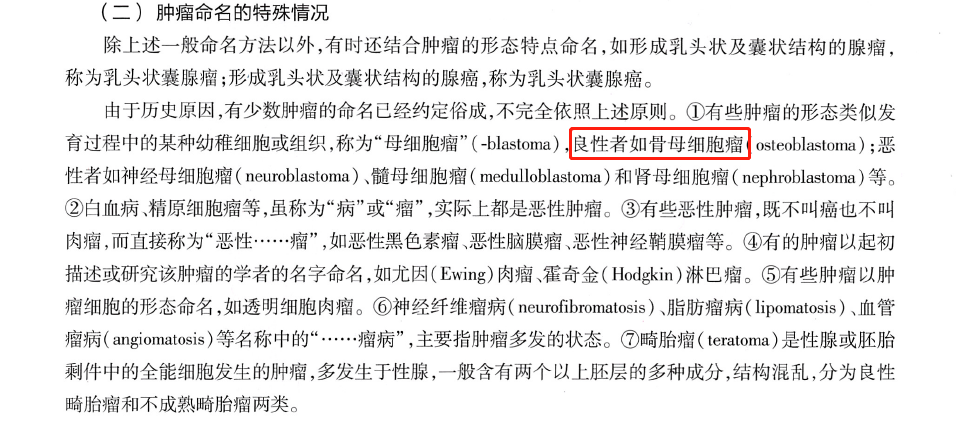 （二）肿瘤命名的特殊情况
除上述一般命名方法以外,有时还结合肿瘤的形态特点命名,如形成乳头状及囊状结构的腺瘤,
称为乳头状囊腺瘤;形成乳头状及囊状结构的腺癌,称为乳头状囊腺癌。
由于历史原因,有少数肿瘤的命名已经约定俗成,不完全依照上述原则。①有些肿瘤的形态类似发
育过程中的某种幼稚细胞或组织,称为“母细胞瘤”(-blastoma),良性者如骨母细胞瘤(osteoblastoma);恶
性者如神经母细胞瘤(neuroblastoma)、髓母细胞瘤(medulloblastoma)和肾母细胞瘤(nephroblastoma)等。
②白血病、精原细胞瘤等,虽称为“病”或“瘤”,实际上都是恶性肿瘤。③有些恶性肿瘤,既不叫癌也不叫
肉瘤,而直接称为“恶性……瘤”,如恶性黑色素瘤、恶性脑膜瘤、恶性神经鞘膜瘤等。④有的肿瘤以起初
描述或研究该肿瘤的学者的名字命名,如尤因(Ewing)肉瘤、霍奇金(Hodgkin)淋巴瘤。⑤有些肿瘤以肿
瘤细胞的形态命名,如透明细胞肉瘤。⑥神经纤维瘤病(neurofibromatosis)、脂肪瘤病(lipomatosis)、血管
瘤病(angiomatosis)等名称中的“……瘤病”,主要指肿瘤多发的状态。⑦畸胎瘤(teratoma)是性腺或胚胎
剩件中的全能细胞发生的肿瘤,多发生于性腺,一般含有两个以上胚层的多种成分,结构混乱,分为良性
畸胎瘤和不成熟畸胎瘤两类。